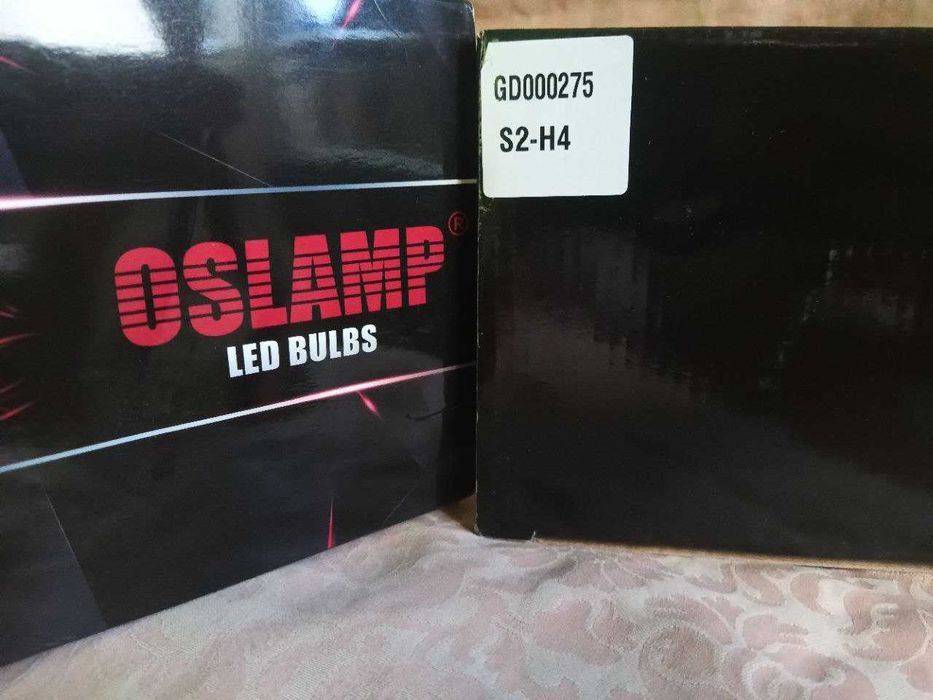 OSLAMP®
LED BULBS
GD000275
S2-H4